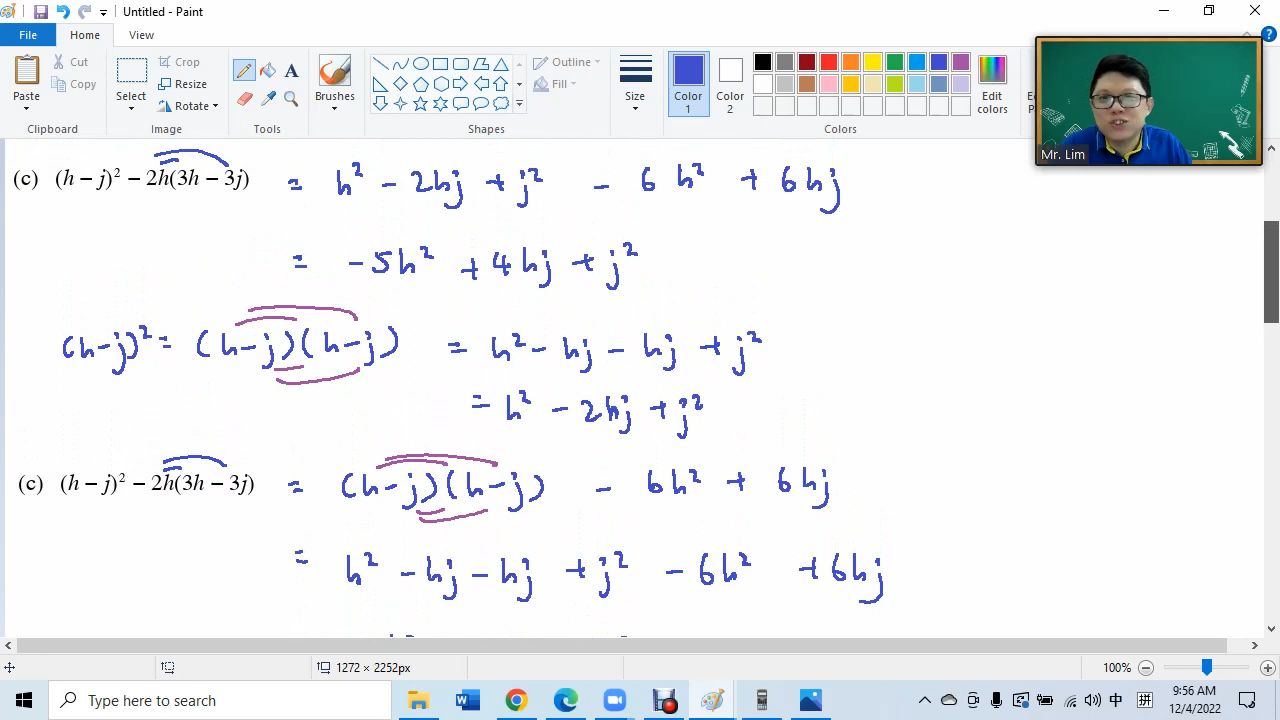 Untitled - Paint
File Home View
Paste Cut Copy Clipboard
Select Crop Resize Rotate Image
A Tools
Brushes
Outline Fill Shapes
Size
Color 1 Color 2 Edit colors Colors
Mr. Lim
(c) (h − j)² − 2h(3h − 3j) = h² − 2hj + j² − 6h² + 6hj
= −5h² + 4hj + j²
(h−j)² = (h−j)(h−j) = h² − hj − hj + j²
= h² − 2hj + j²
(c) (h − j)² − 2h(3h − 3j) = (h−j)(h−j) − 6h² + 6hj
= h² − hj − hj + j² − 6h² + 6hj
1272 × 2252px 100%
Type here to search 中 拼 9:56 AM
12/4/2022